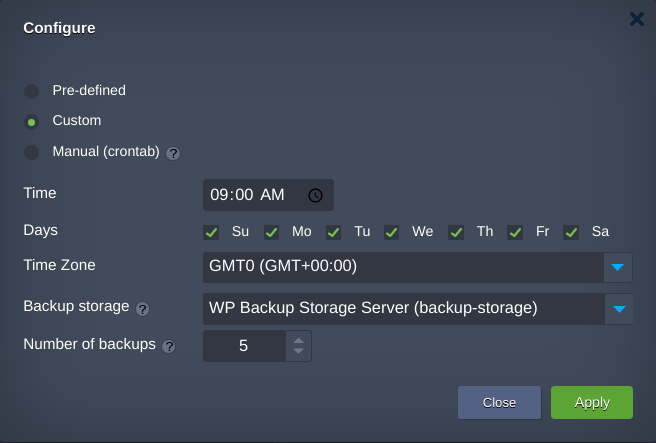 Configure
Pre-defined
Custom
Manual (crontab) ?
Time 09:00 AM
Days Su Mo Tu We Th Fr Sa
Time Zone GMT0 (GMT+00:00)
Backup storage ? WP Backup Storage Server (backup-storage)
Number of backups ? 5
Close Apply